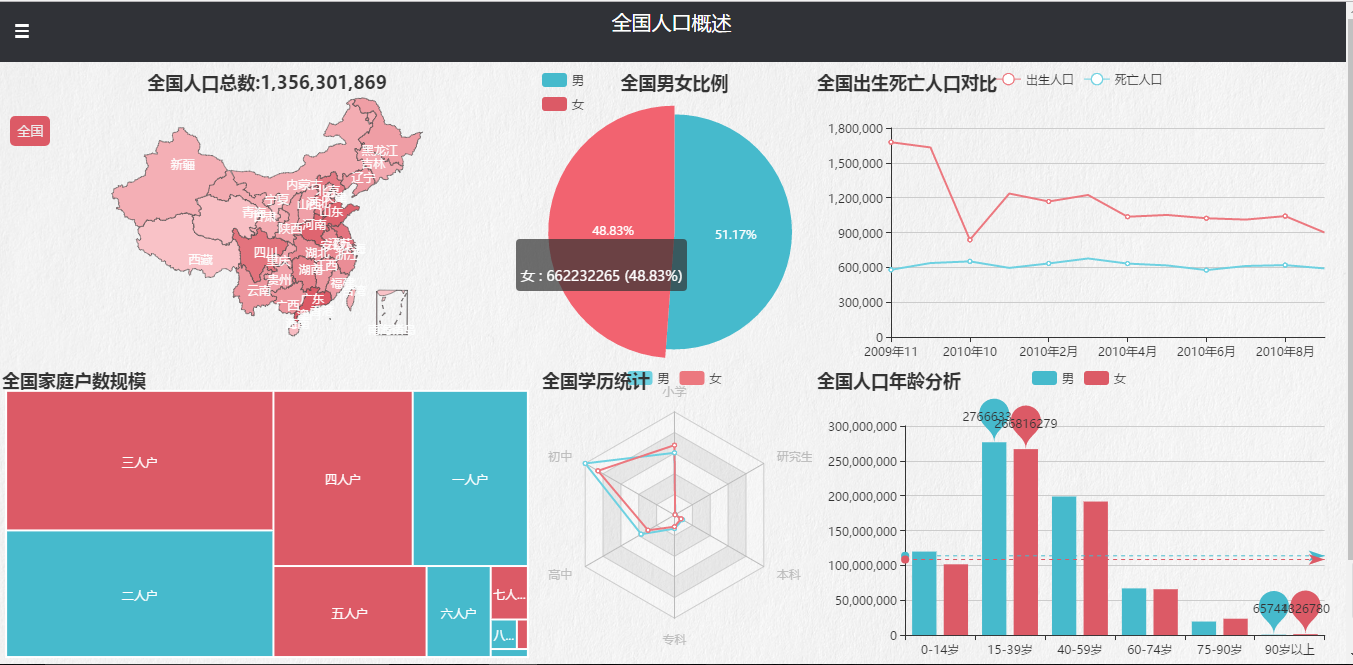 ☰
全国人口概述
全国人口总数:1,356,301,869
全国
黑龙江
吉林
新疆
辽宁
内蒙古
北京
宁夏
山西
山东
青海
甘肃
陕西
河南
四川
重庆
湖北
浙江
西藏
湖南
江西
贵州
云南
福建
广西
广东
男
女
全国男女比例
48.83%
51.17%
女 : 662232265 (48.83%)
全国出生死亡人口对比
出生人口
死亡人口
1,800,000
1,500,000
1,200,000
900,000
600,000
300,000
0
2009年11
2010年10
2010年2月
2010年4月
2010年6月
2010年8月
全国家庭户数规模
三人户
四人户
一人户
二人户
五人户
六人户
七人...
八...
全国学历统计
男
女
小学
初中
研究生
高中
本科
专科
全国人口年龄分析
男
女
300,000,000
250,000,000
200,000,000
150,000,000
100,000,000
50,000,000
0
266816279
0-14岁
15-39岁
40-59岁
60-74岁
75-90岁
90岁以上